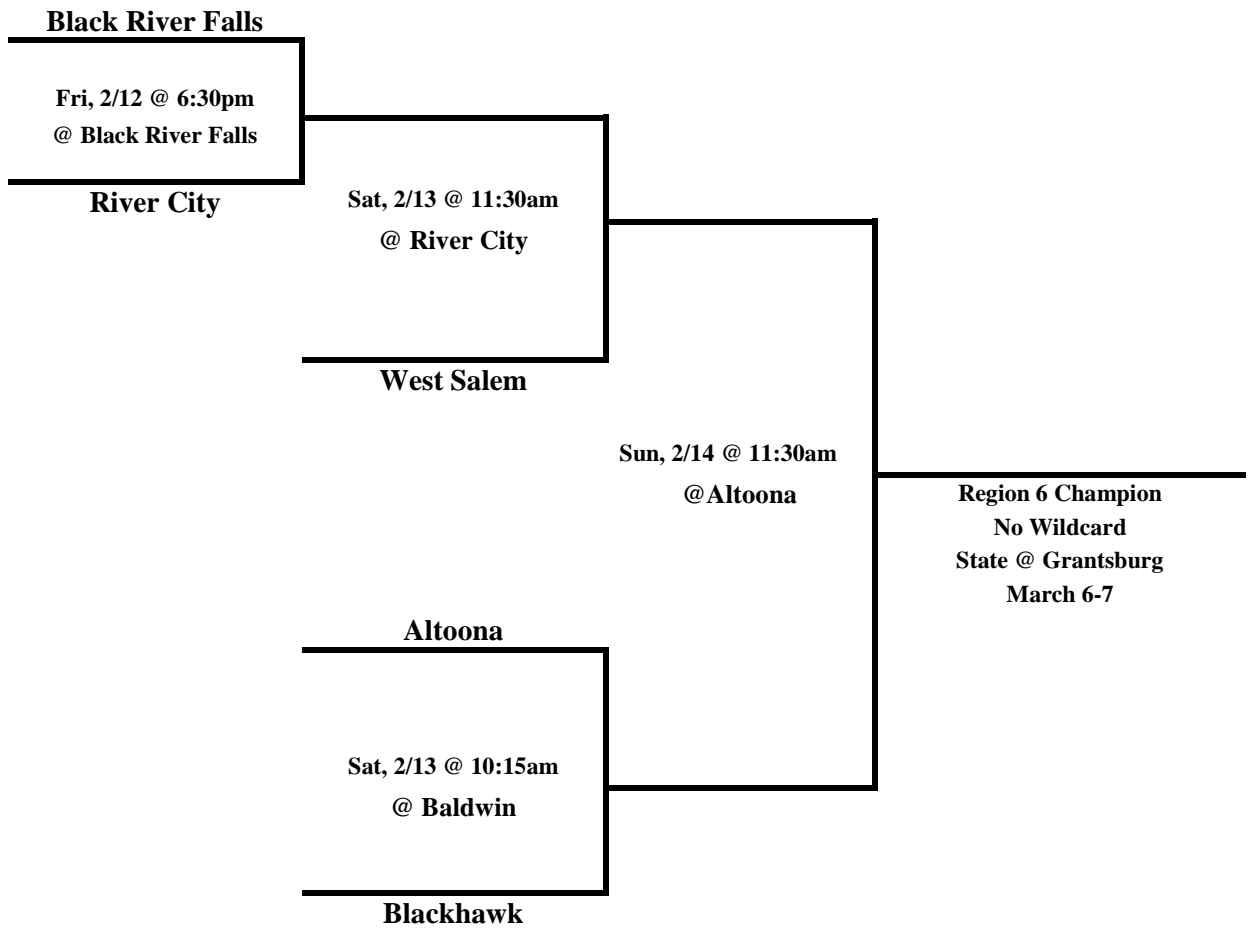 Black River Falls
Fri, 2/12 @ 6:30pm
@ Black River Falls
River City
Sat, 2/13 @ 11:30am
@ River City
West Salem
Sun, 2/14 @ 11:30am
@Altoona
Region 6 Champion
No Wildcard
State @ Grantsburg
March 6-7
Altoona
Sat, 2/13 @ 10:15am
@ Baldwin
Blackhawk